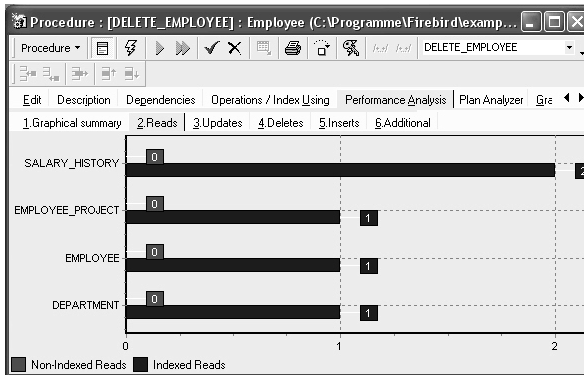 Procedure : [DELETE_EMPLOYEE] : Employee (C:\Programme\Firebird\examp...
Procedure DELETE_EMPLOYEE
Edit Description Dependencies Operations / Index Using Performance Analysis Plan Analyzer Gra
1.Graphical summary 2.Reads 3.Updates 4.Deletes 5.Inserts 6.Additional
0
SALARY_HISTORY 2
0
EMPLOYEE_PROJECT 1
0
EMPLOYEE 1
0
DEPARTMENT 1
0 1 2
Non-Indexed Reads Indexed Reads